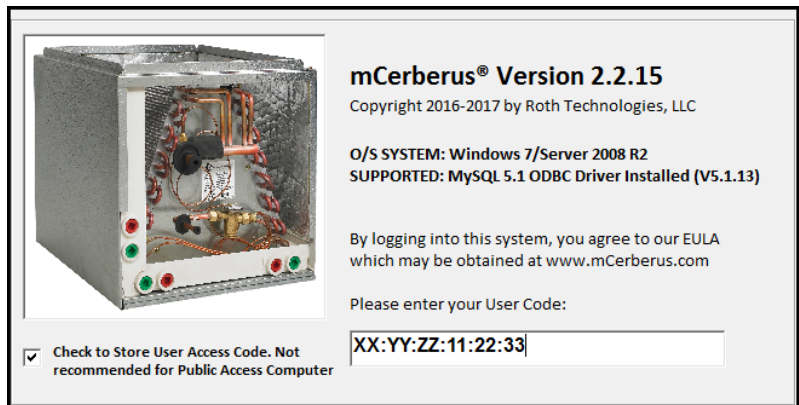 mCerberus® Version 2.2.15
Copyright 2016-2017 by Roth Technologies, LLC
O/S SYSTEM: Windows 7/Server 2008 R2
SUPPORTED: MySQL 5.1 ODBC Driver Installed (V5.1.13)
By logging into this system, you agree to our EULA
which may be obtained at www.mCerberus.com
Please enter your User Code:
XX:YY:ZZ:11:22:33
Check to Store User Access Code. Not
recommended for Public Access Computer